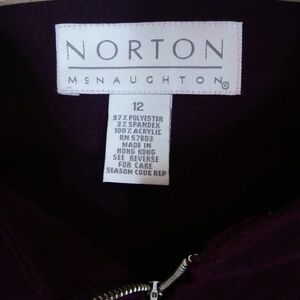 NORTON
McNAUGHTON®
12
97% POLYESTER
3% SPANDEX
100% ACRYLIC
RN 57803
MADE IN
HONG KONG
SEE REVERSE
FOR CARE
SEASON CODE REP